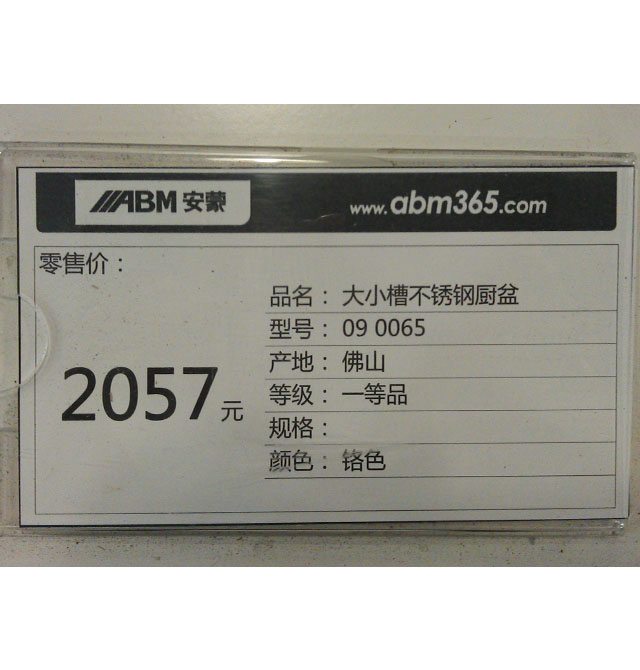 ABM 安蒙
www.abm365.com
零售价：
品名：大小槽不锈钢厨盆
型号：09 0065
产地：佛山
2057元
等级：一等品
规格：
颜色：铬色